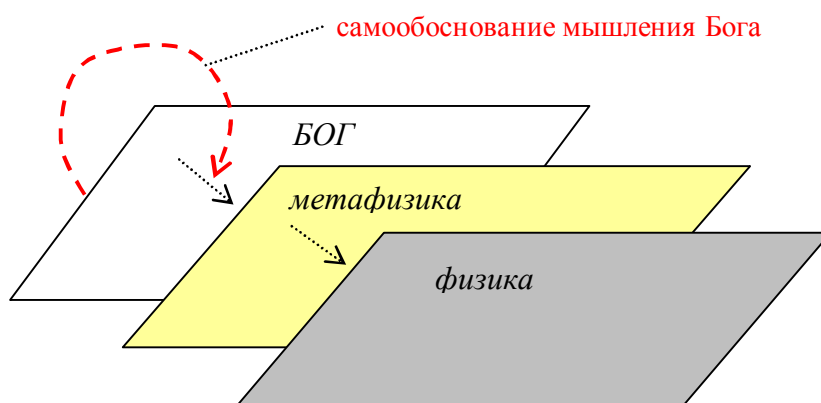 самообоснование мышления Бога
БОГ
метафизика
физика